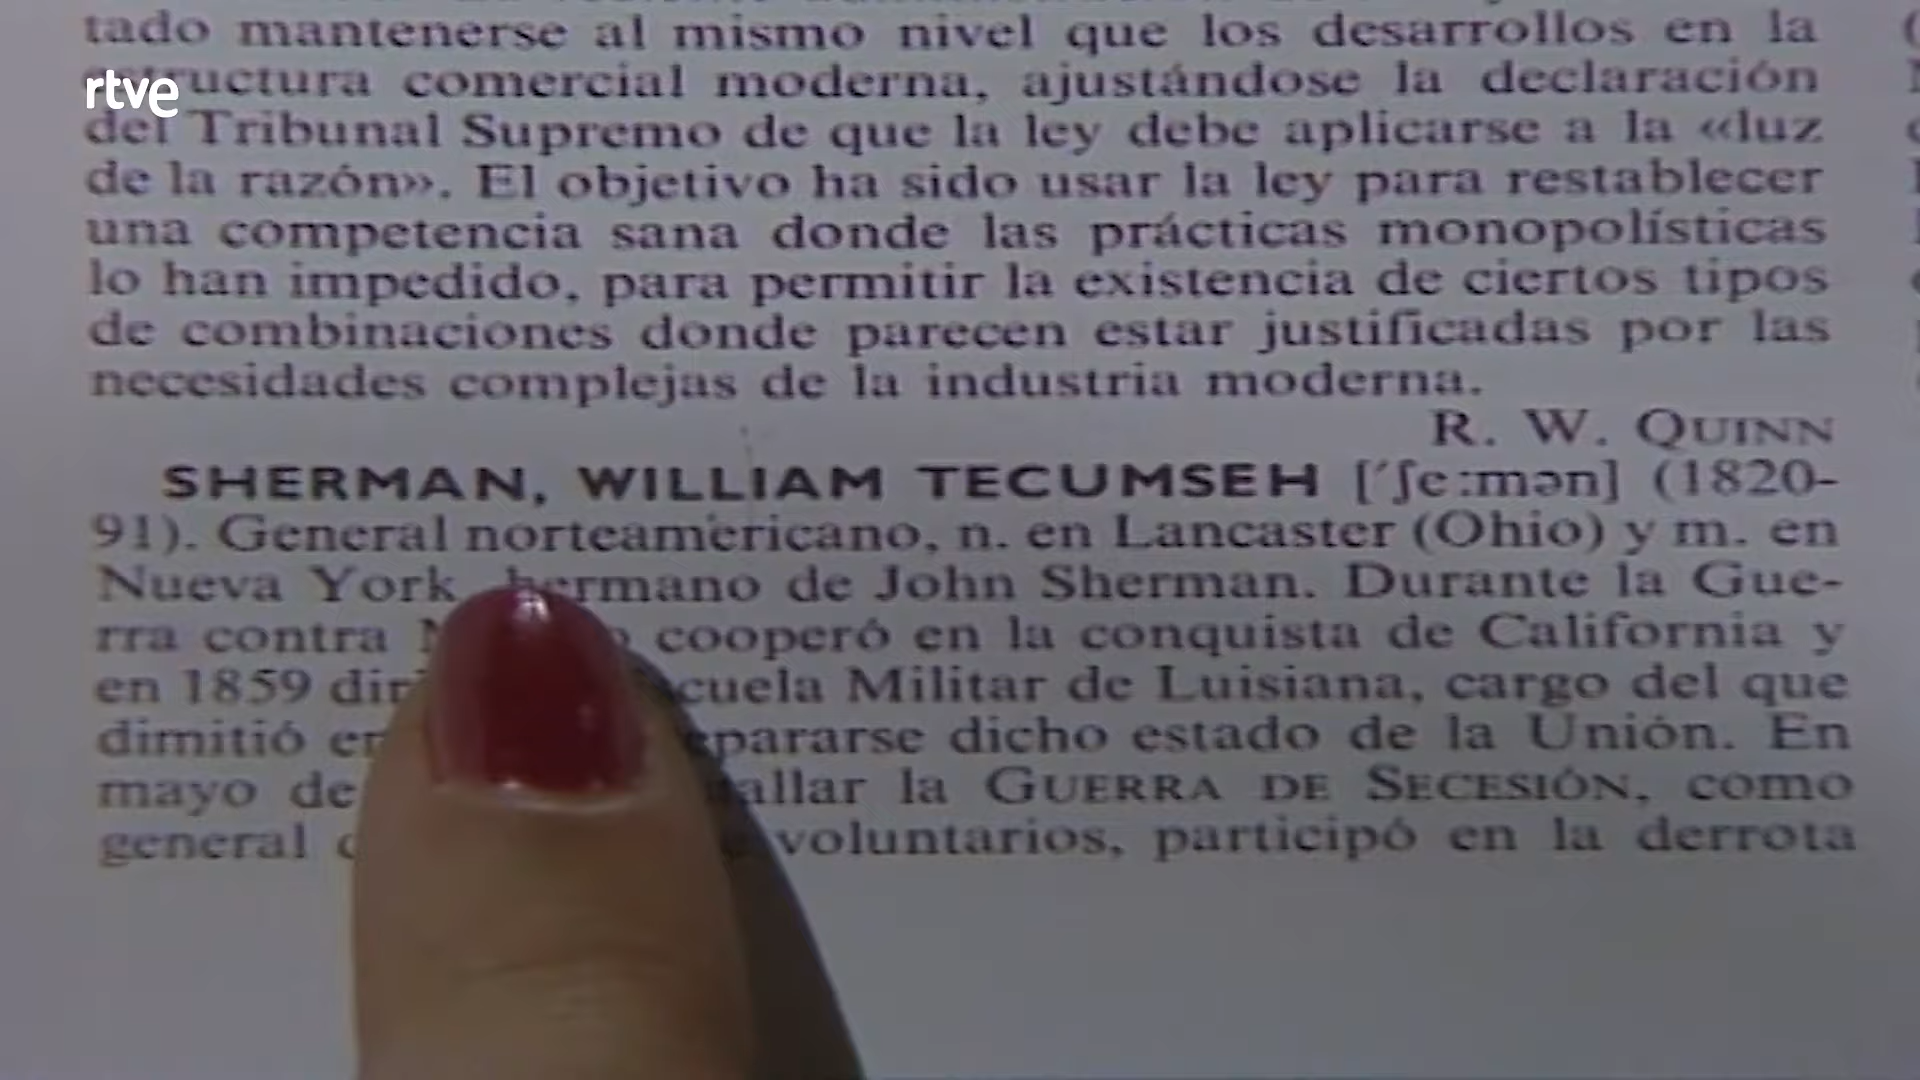 tado mantenerse al mismo nivel que los desarrollos en la
structura comercial moderna, ajustándose la declaración
rtve
del Tribunal Supremo de que la ley debe aplicarse a la «luz
de la razón». El objetivo ha sido usar la ley para restablecer
una competencia sana donde las prácticas monopolísticas
lo han impedido, para permitir la existencia de ciertos tipos
de combinaciones donde parecen estar justificadas por las
necesidades complejas de la industria moderna.
R. W. QUINN
SHERMAN, WILLIAM TECUMSEH [ˈʃe:mən] (1820-
91). General norteamericano, n. en Lancaster (Ohio) y m. en
Nueva York, hermano de John Sherman. Durante la Gue-
rra contra cooperó en la conquista de California y
en 1859 Militar de Luisiana, cargo del que
dimitió dicho estado de la Unión. En
mayo de la GUERRA DE SECESIÓN, como
general voluntarios, participó en la derrota